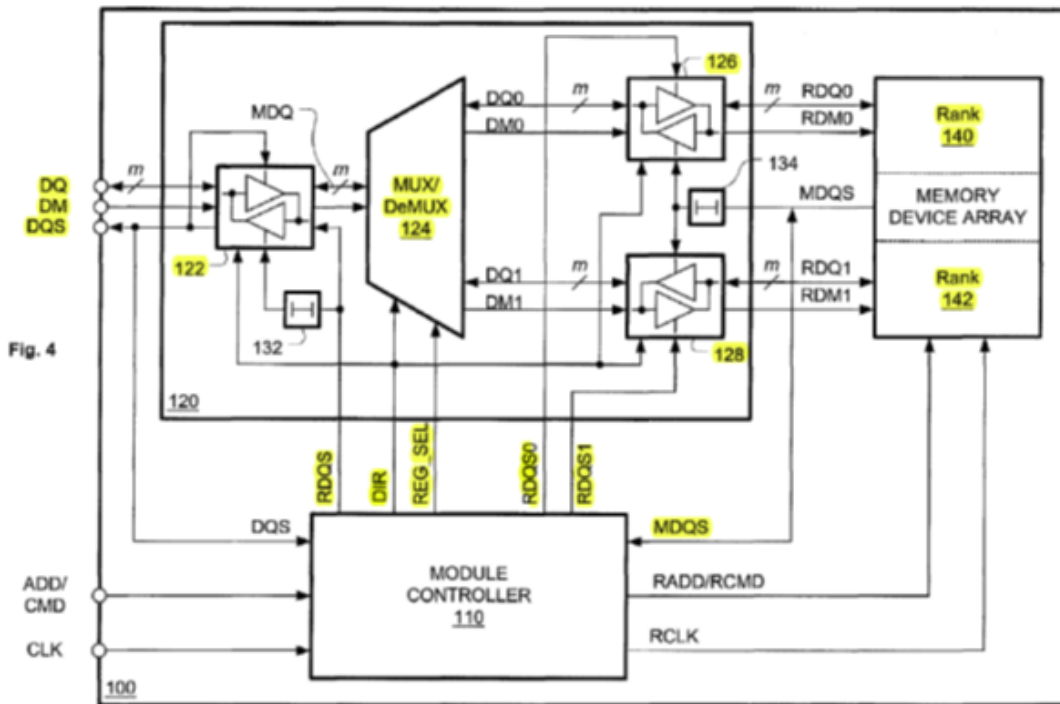 126
m
RDQ0
DQ0
m
MDQ
DM0
RDM0
Rank
140
134
m
m
DQ
DM
DQS
MUX/
DeMUX
124
MDQS
MEMORY
DEVICE ARRAY
122
DQ1
m
m
RDQ1
DM1
RDM1
Rank
142
132
128
Fig. 4
120
RDQS
DIR
REG_SEL
RDQS0
RDQS1
DQS
MDQS
MODULE
CONTROLLER
110
ADD/
CMD
RADD/RCMD
CLK
RCLK
100